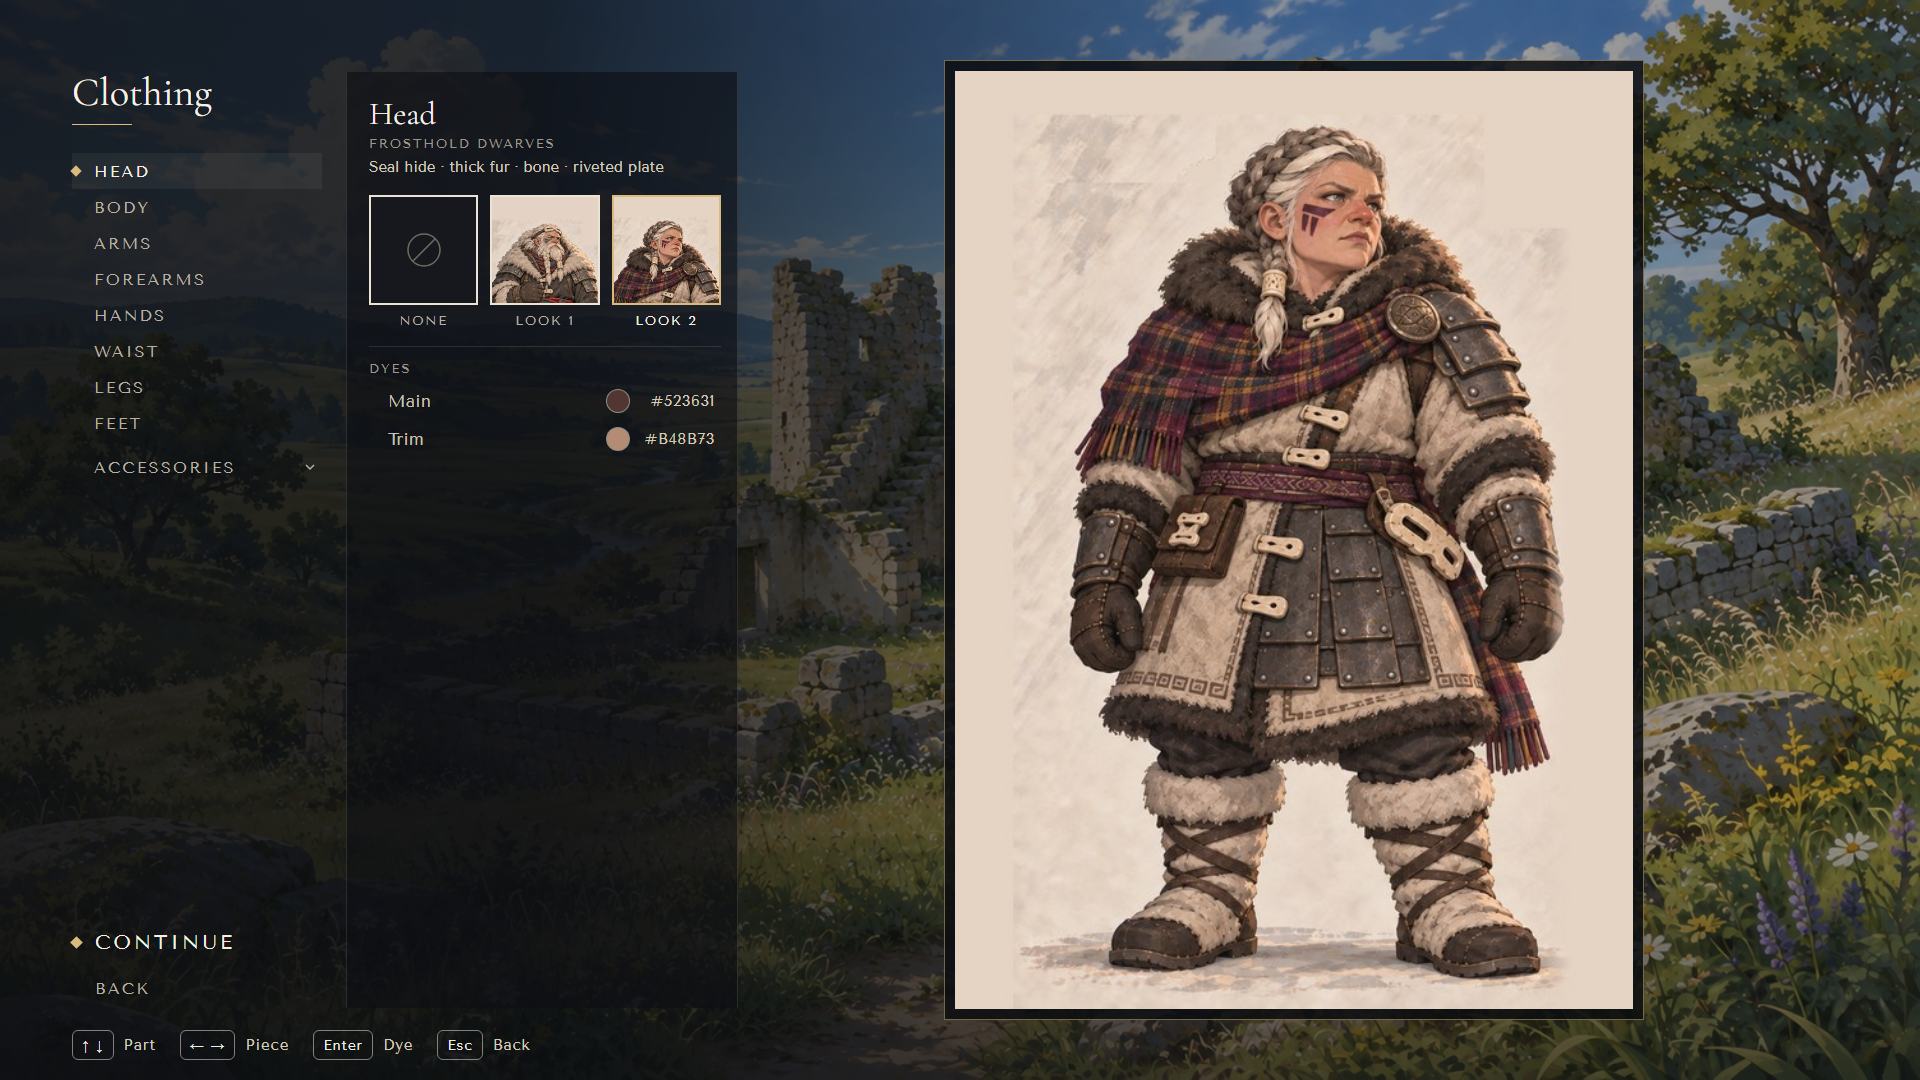 Clothing
HEAD
BODY
ARMS
FOREARMS
HANDS
WAIST
LEGS
FEET
ACCESSORIES
CONTINUE
BACK
Head
FROSTHOLD DWARVES
Seal hide · thick fur · bone · riveted plate
NONE
LOOK 1
LOOK 2
DYES
Main #523631
Trim #B48B73
↑ ↓ Part ← → Piece Enter Dye Esc Back